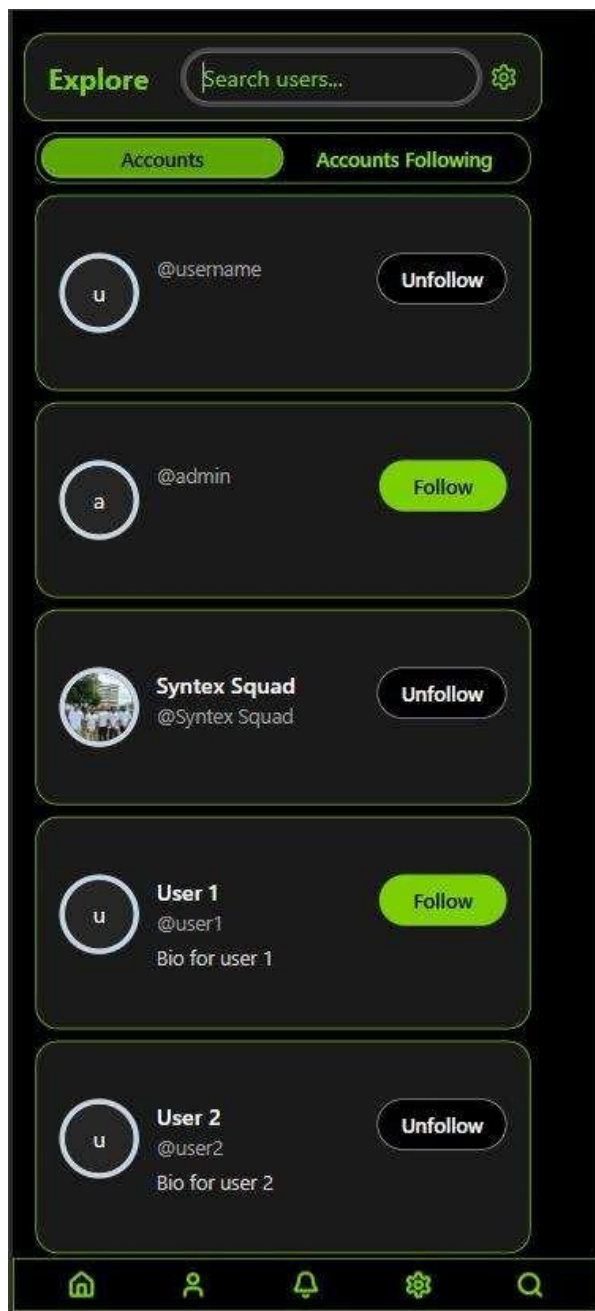 Explore
Search users...
Accounts
Accounts Following
u
@username
Unfollow
a
@admin
Follow
Syntex Squad
@Syntex Squad
Unfollow
u
User 1
@user1
Bio for user 1
Follow
u
User 2
@user2
Bio for user 2
Unfollow